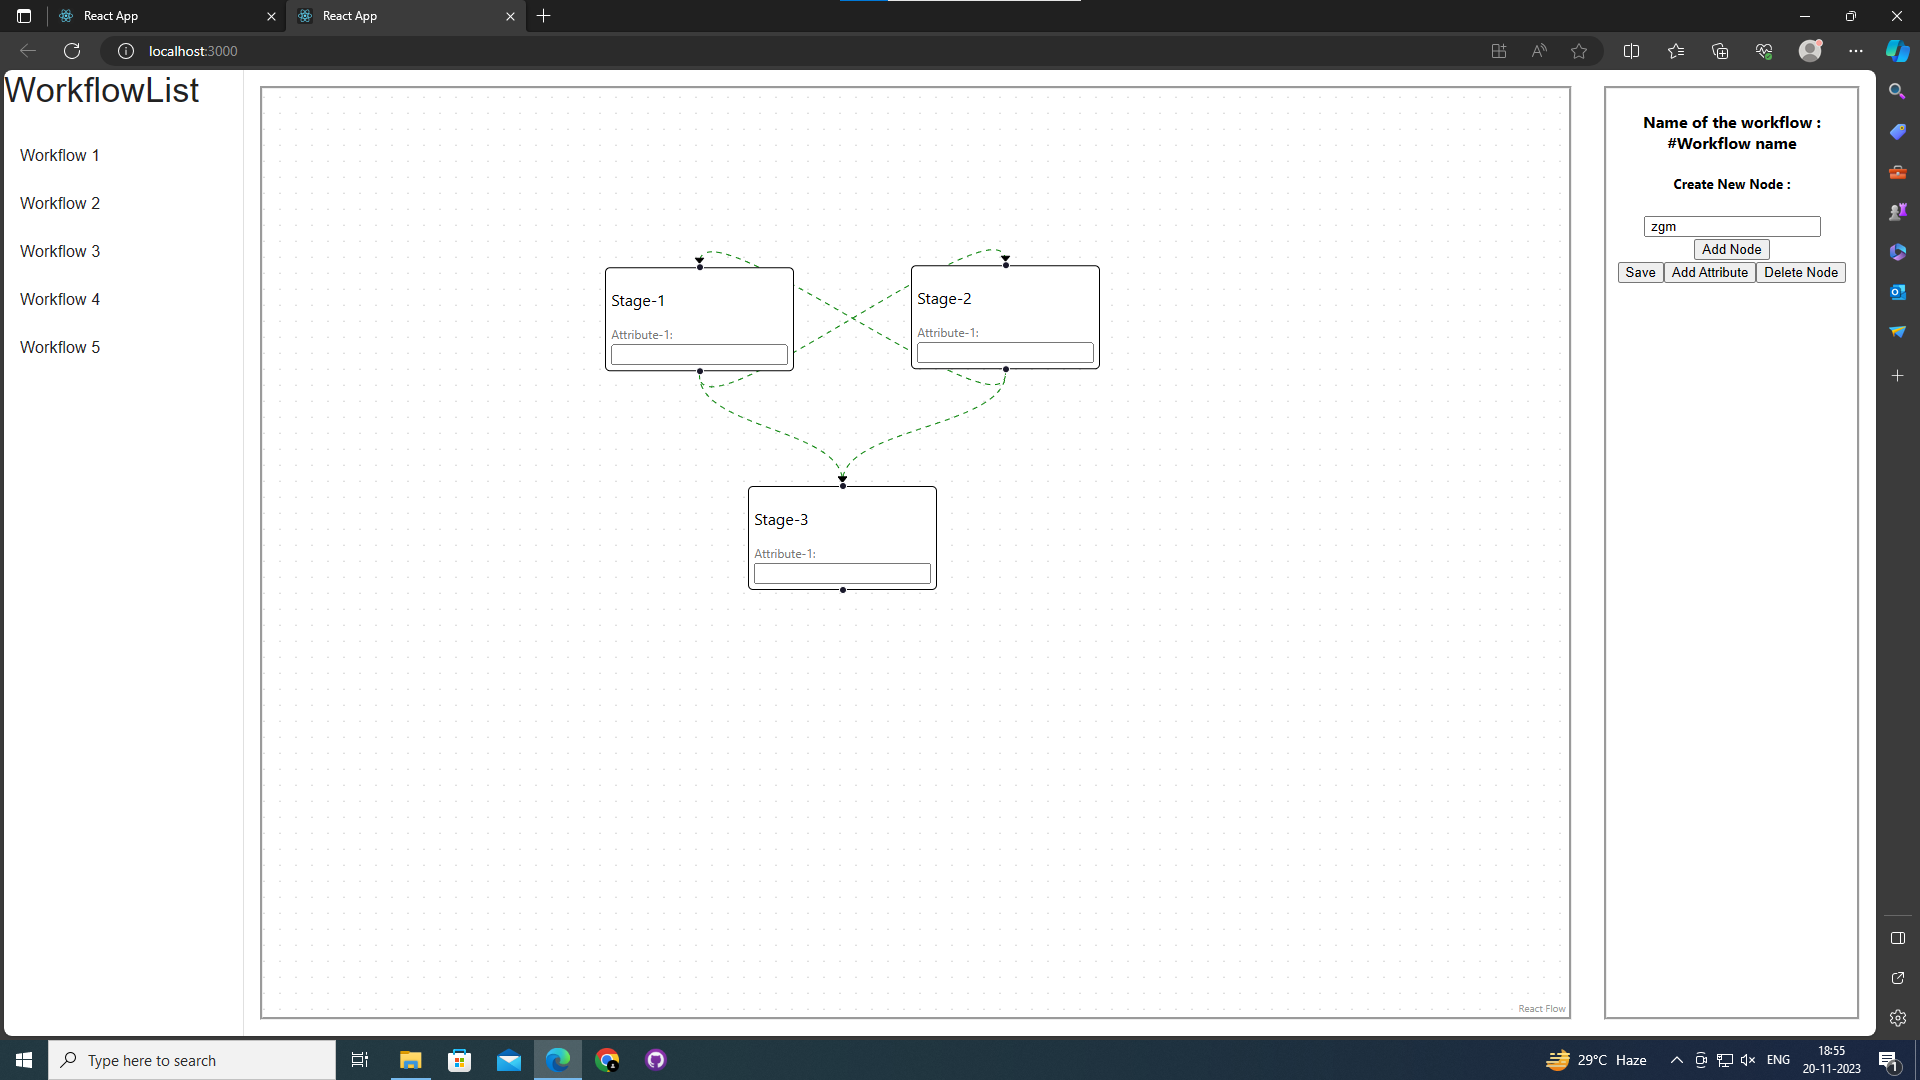 React App
React App
localhost:3000
WorkflowList
Workflow 1
Workflow 2
Workflow 3
Workflow 4
Workflow 5
Stage-1
Attribute-1:
Stage-2
Attribute-1:
Stage-3
Attribute-1:
React Flow
Name of the workflow :
#Workflow name
Create New Node :
zgm
Add Node
Save Add Attribute Delete Node
Type here to search
29°C Haze
ENG
18:55
20-11-2023
1